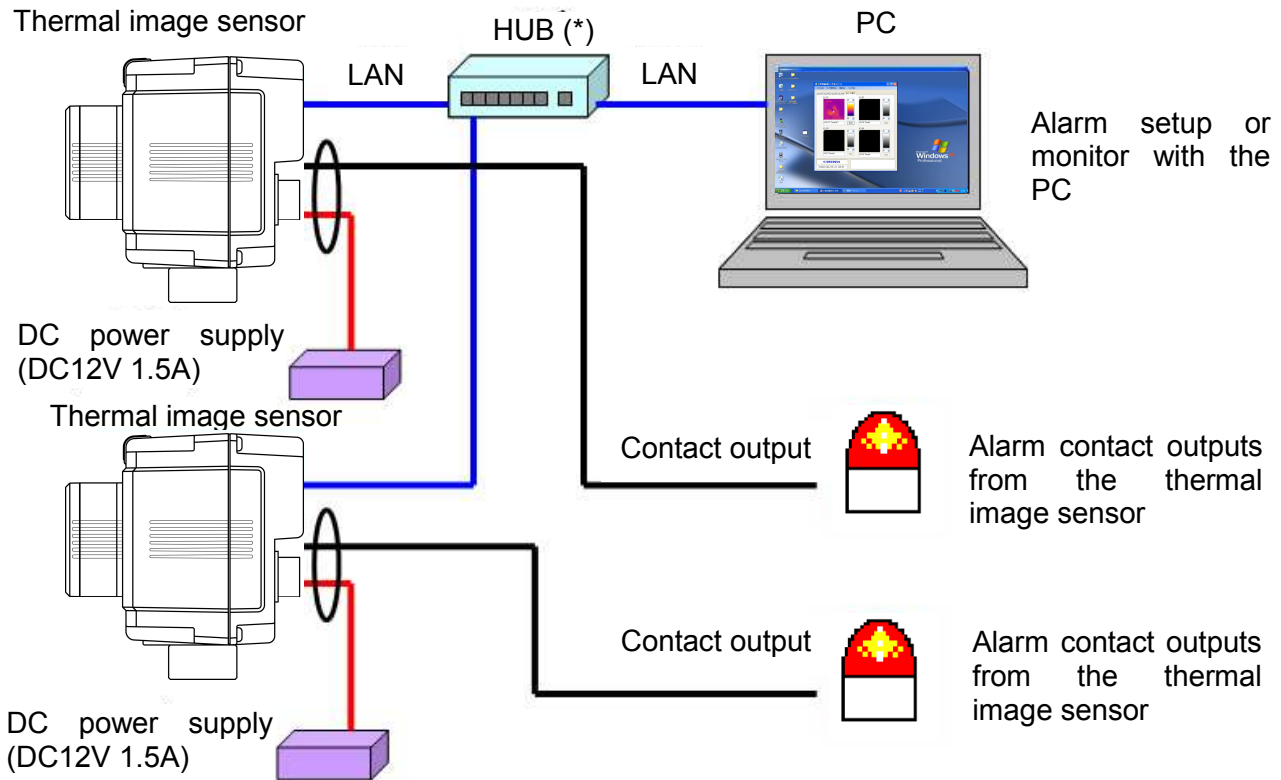 Thermal image sensor
HUB (*)
PC
LAN
LAN
Alarm setup or
monitor with the
PC
Windows
DC power supply
(DC12V 1.5A)
Thermal image sensor
Contact output
Alarm contact outputs
from the thermal
image sensor
Contact output
Alarm contact outputs
from the thermal
image sensor
DC power supply
(DC12V 1.5A)